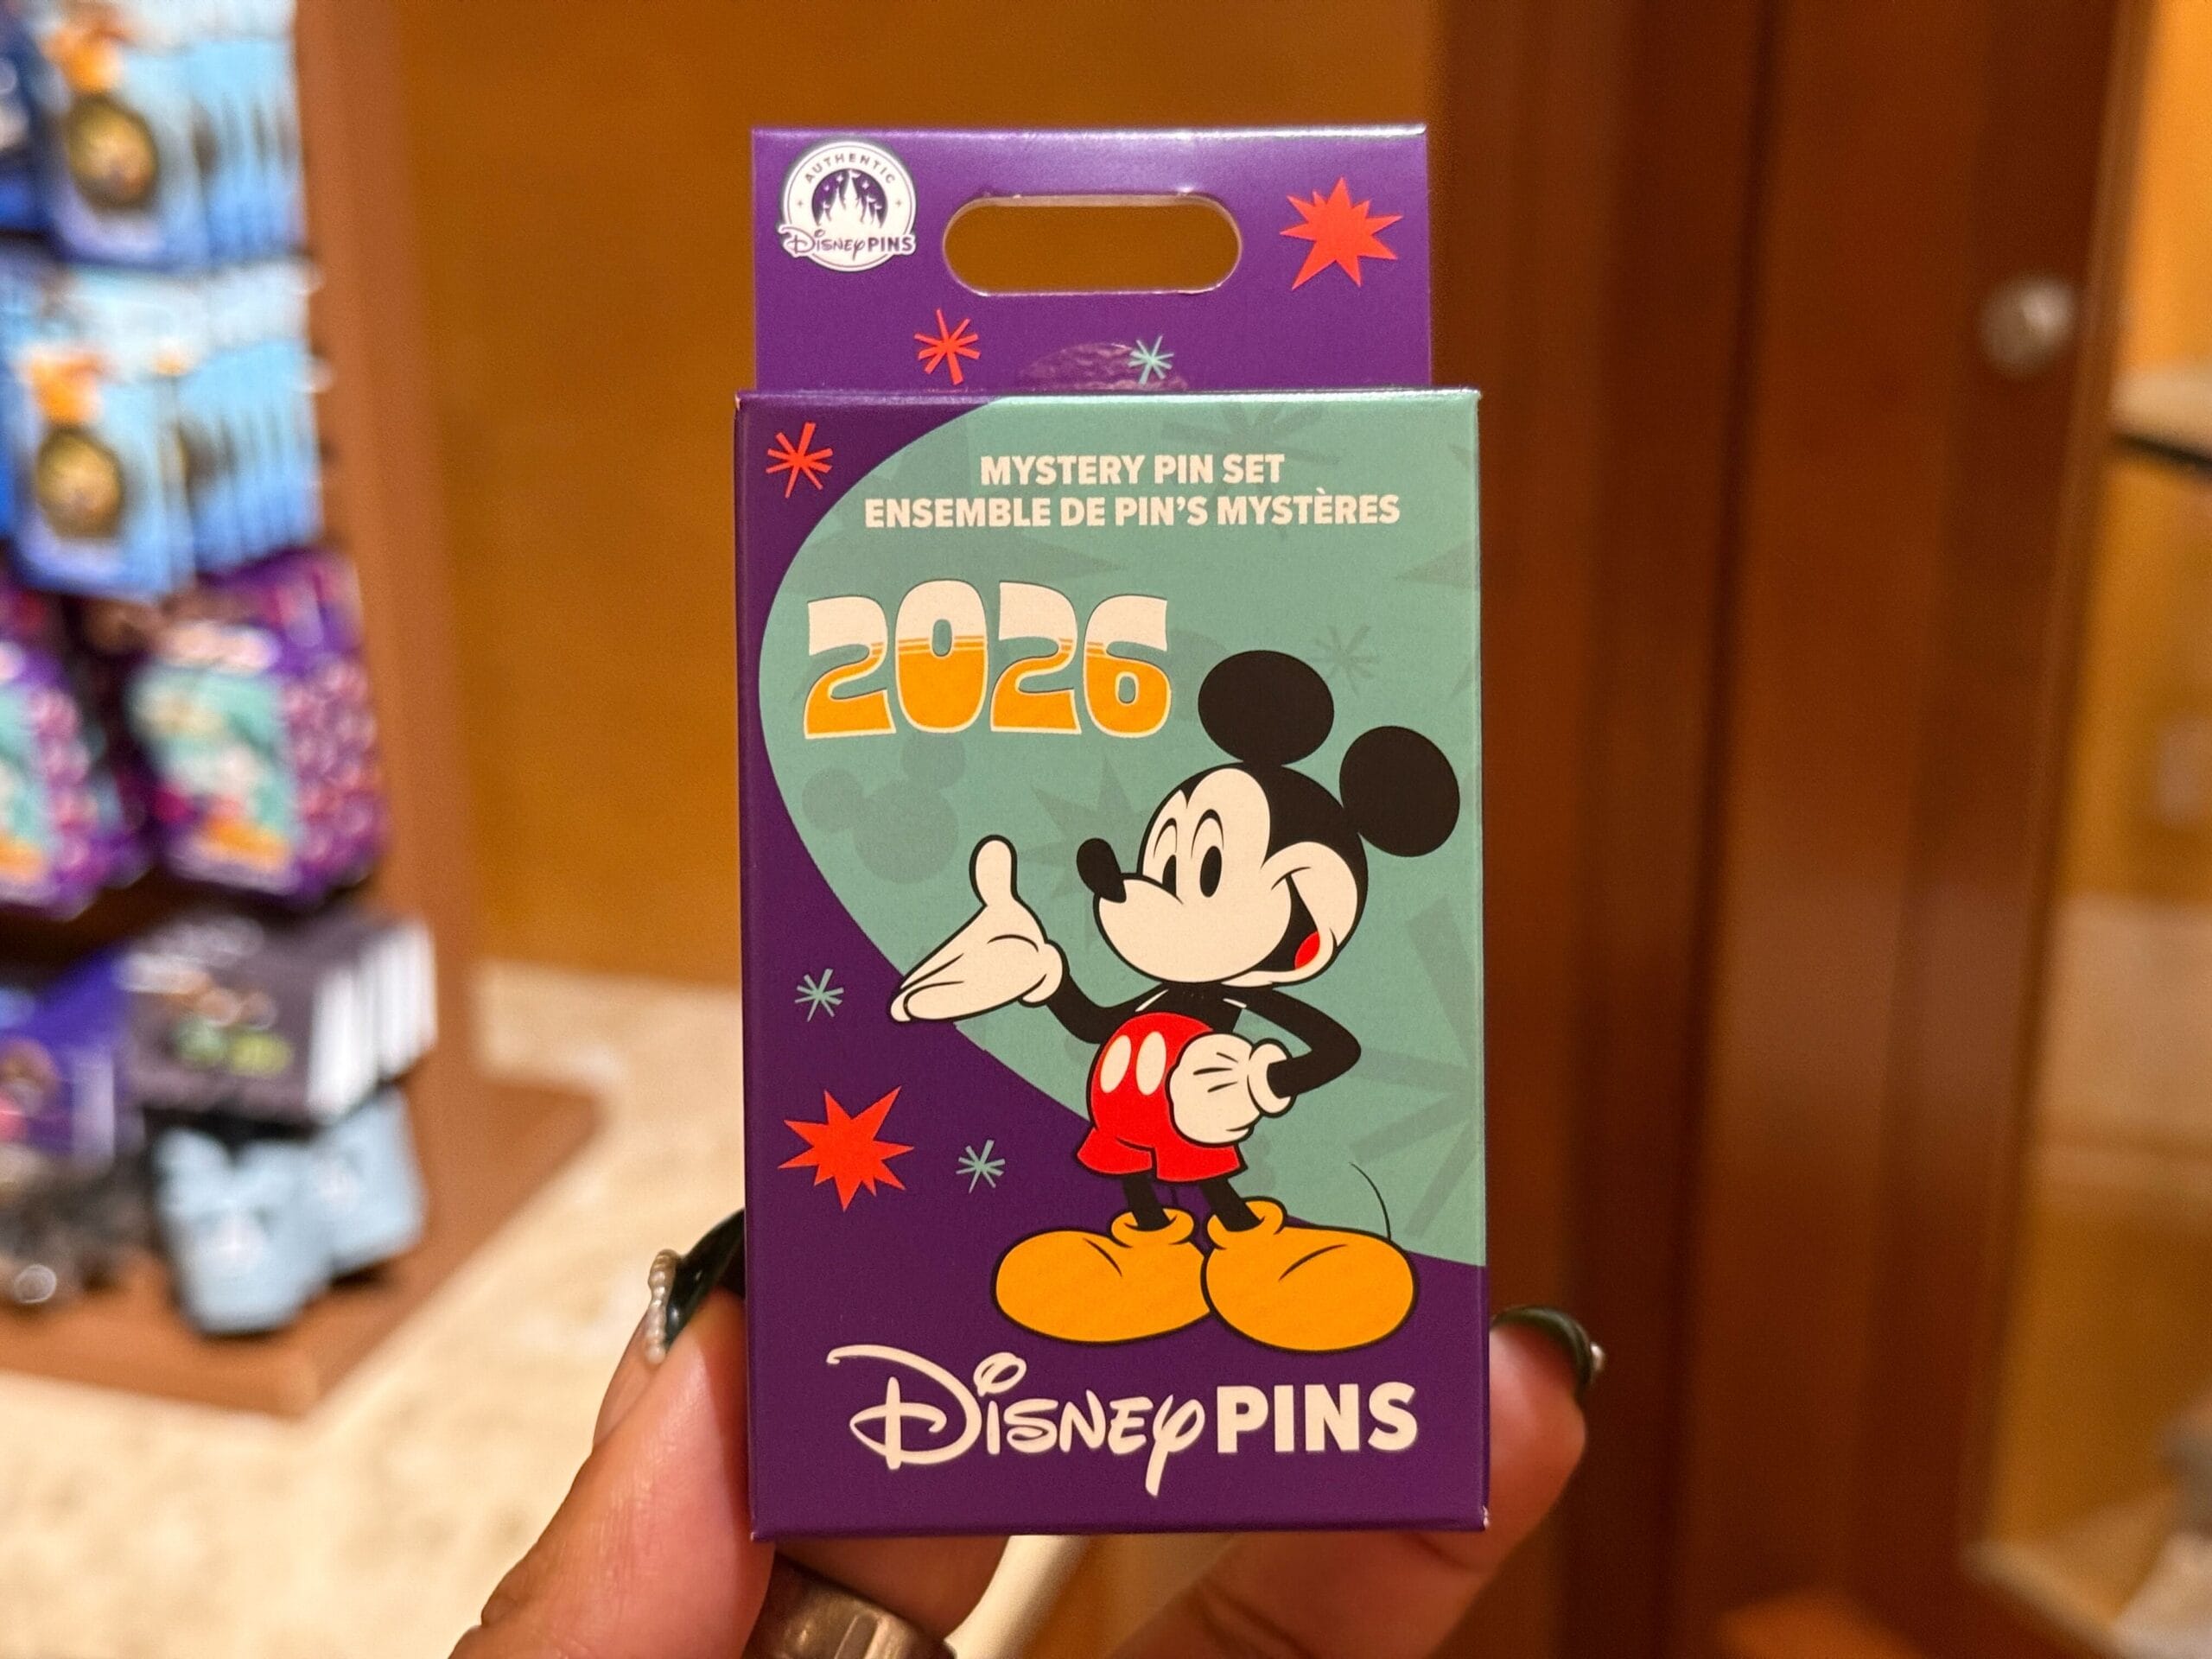 AUTHENTIC
DISNEY PINS
MYSTERY PIN SET
ENSEMBLE DE PIN'S MYSTÈRES
2026
DISNEY PINS